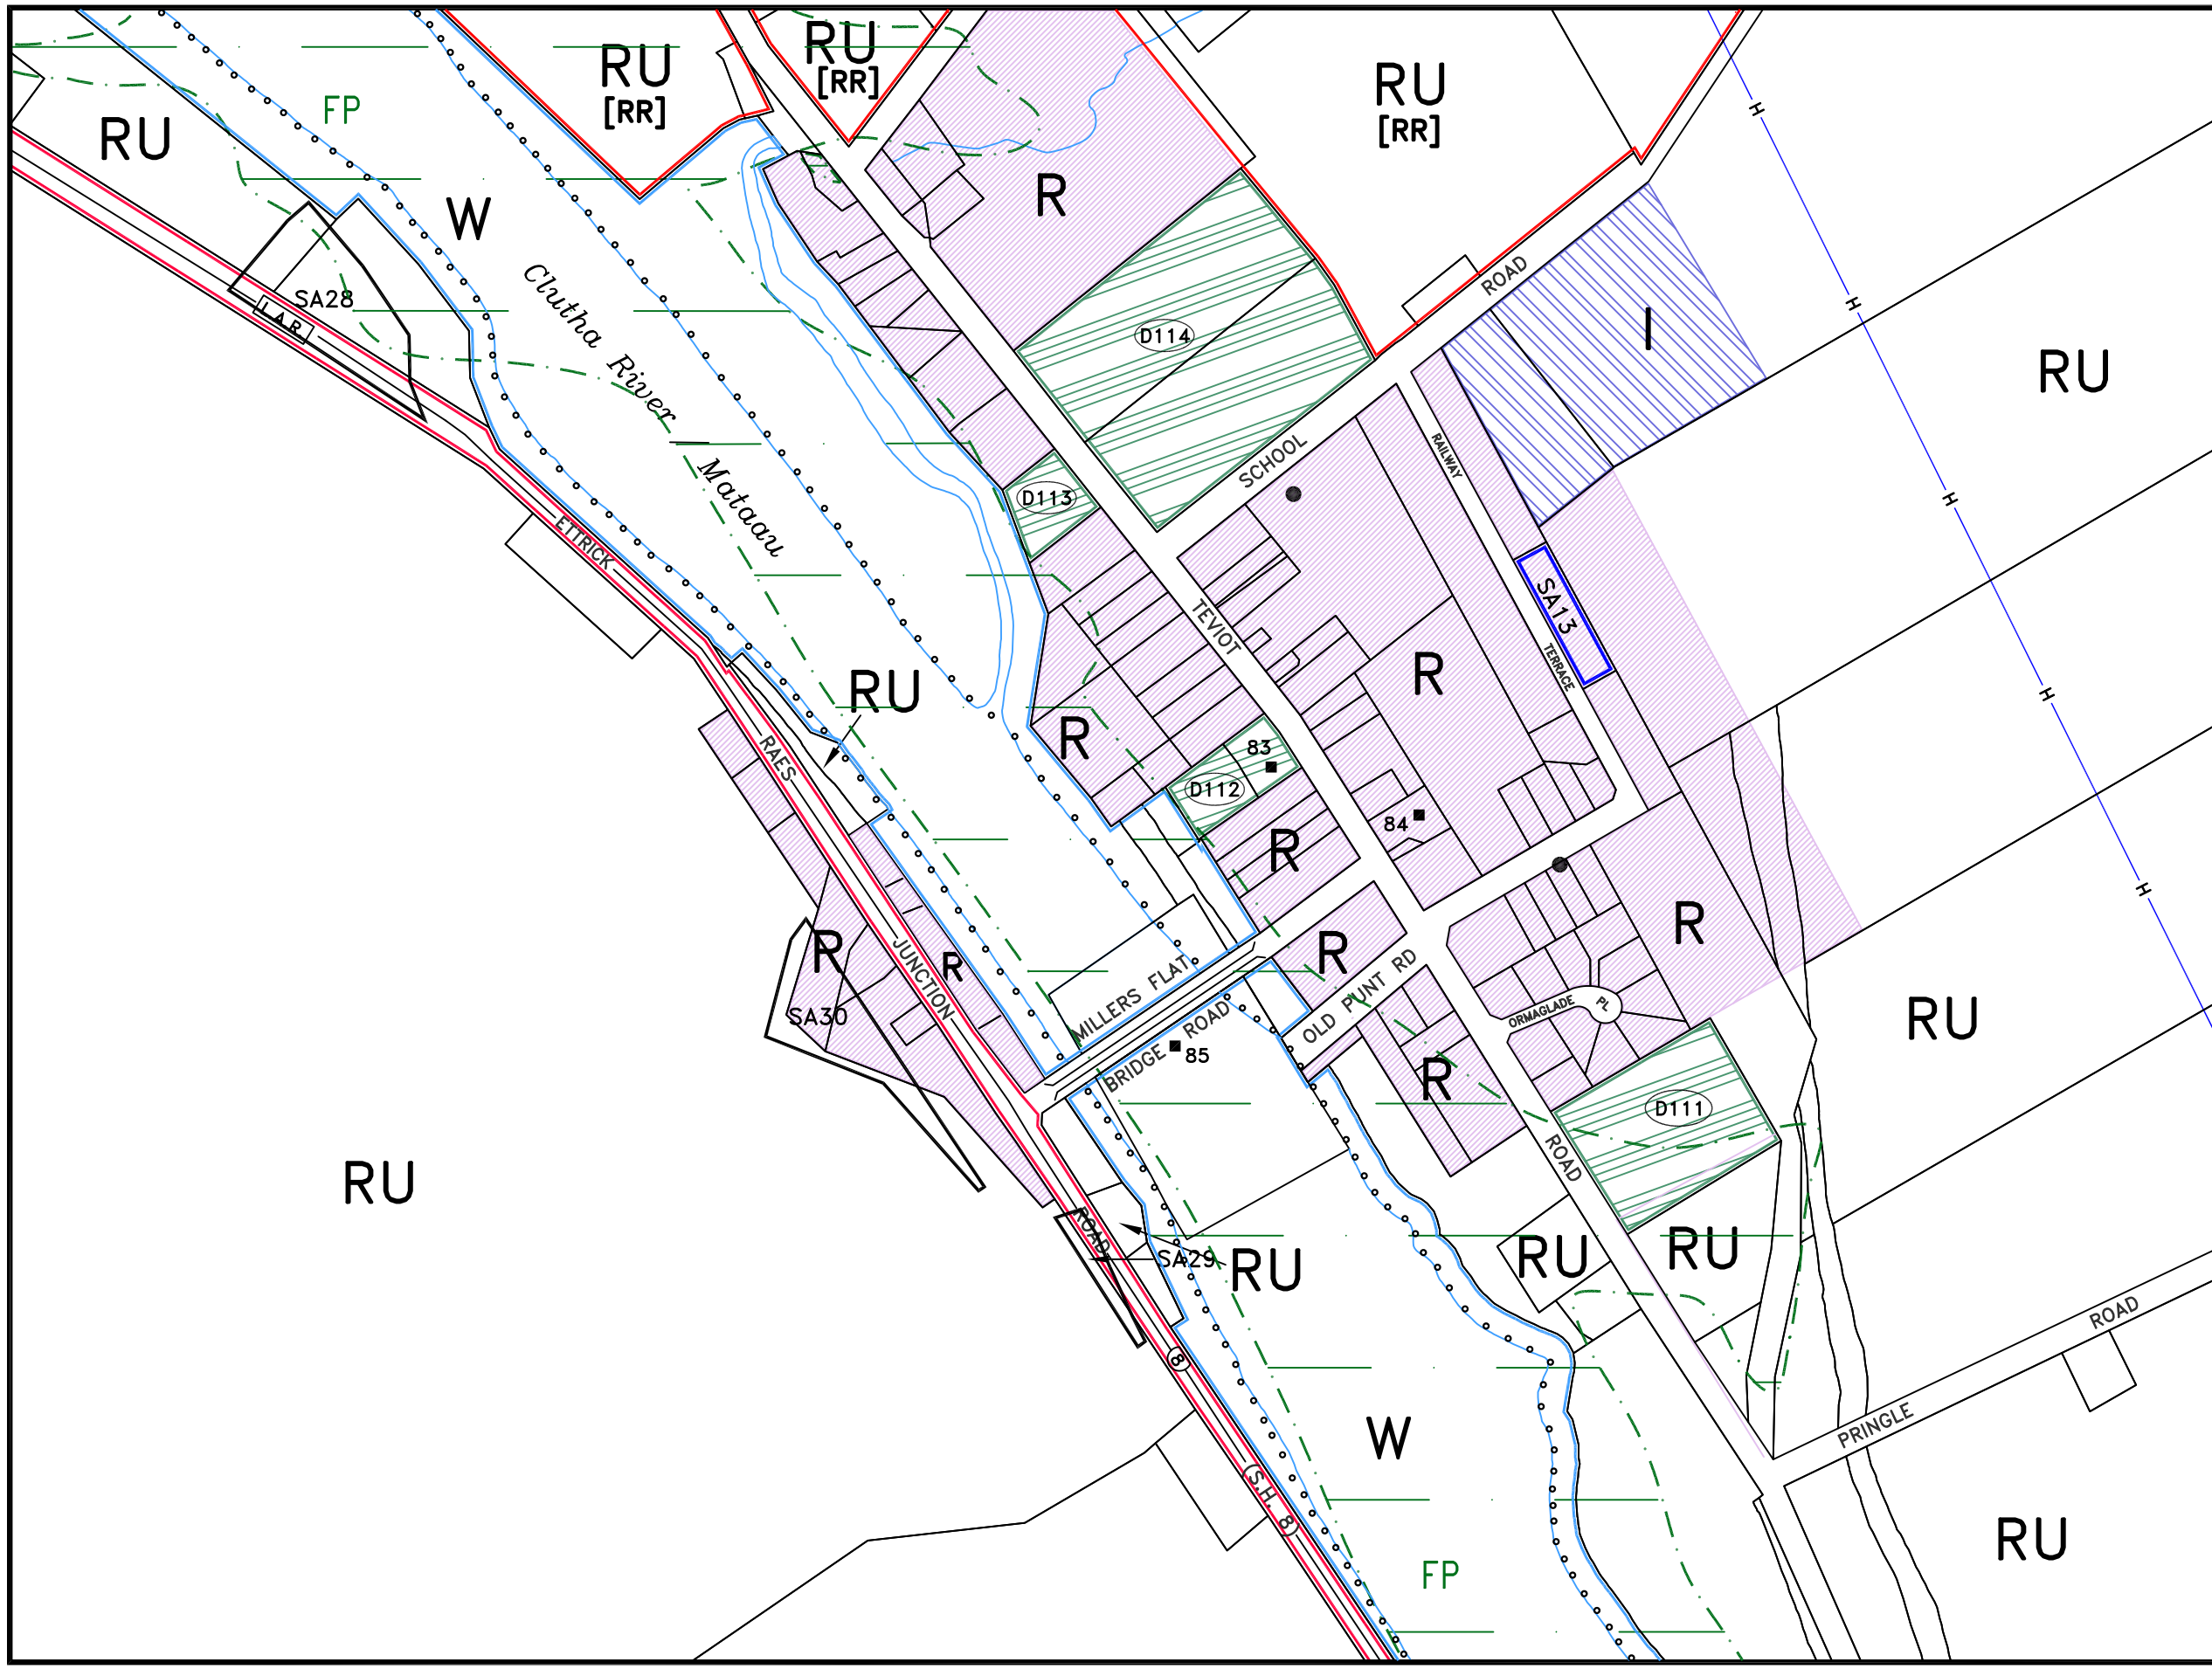 RU
[RR]
RU
[RR]
RU
[RR]
FP
RU
W
R
Clutha River
/
Mataau
SA28
L.A.R.
D114
SCHOOL
ROAD
I
RU
RAILWAY
TERRACE
SA13
D113
ETTRICK
RAES
JUNCTION
ROAD
TEVIOT
ROAD
R
RU
R
83
D112
84
R
R
R
R
SA30
R
MILLERS FLAT
BRIDGE ROAD
85
OLD PUNT RD
ORMAGLADE
PL
R
D111
RU
RU
SA29
RU
RU
RU
8
(S.H. 8)
W
PRINGLE
ROAD
FP
RU
H
H
H
H
H